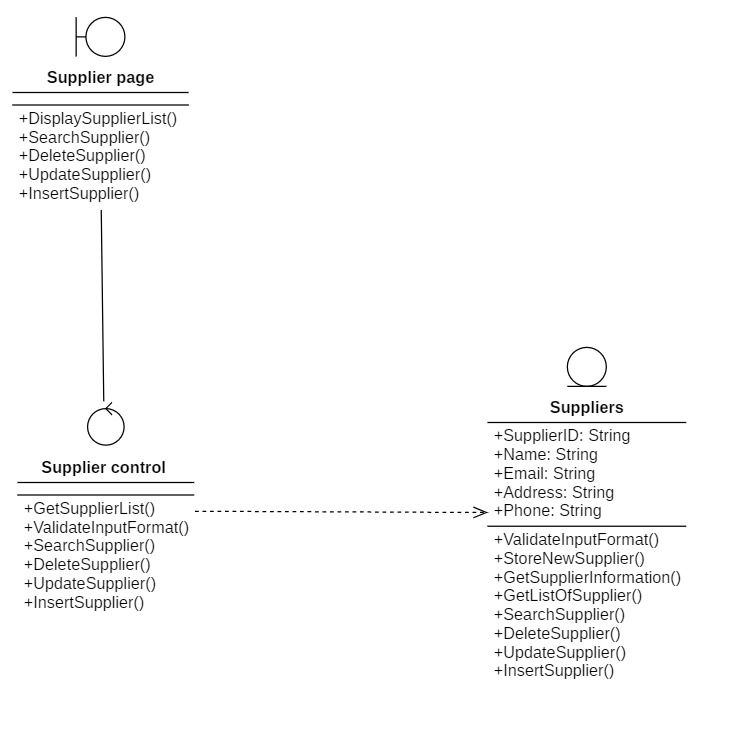 Supplier page
+DisplaySupplierList()
+SearchSupplier()
+DeleteSupplier()
+UpdateSupplier()
+InsertSupplier()
Supplier control
+GetSupplierList()
+ValidateInputFormat()
+SearchSupplier()
+DeleteSupplier()
+UpdateSupplier()
+InsertSupplier()
Suppliers
+SupplierID: String
+Name: String
+Email: String
+Address: String
+Phone: String
+ValidateInputFormat()
+StoreNewSupplier()
+GetSupplierInformation()
+GetListOfSupplier()
+SearchSupplier()
+DeleteSupplier()
+UpdateSupplier()
+InsertSupplier()